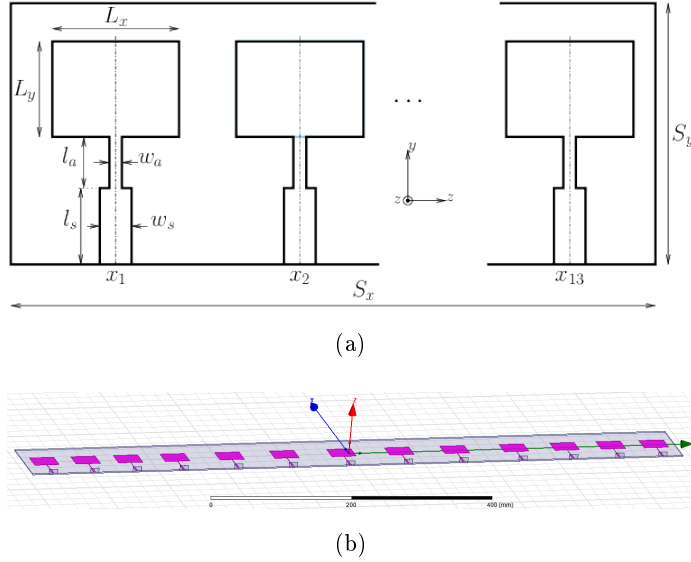 L_x
L_y
l_a
w_a
. . .
S_y
y
z
z
l_s
w_s
x_1
x_2
x_13
S_x
(a)
z
0
200
400 (mm)
(b)